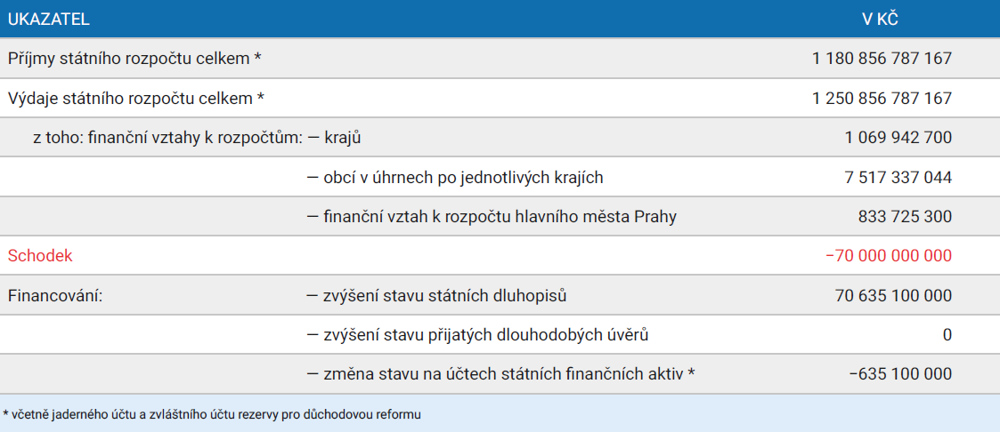 UKAZATEL V KČ
Příjmy státního rozpočtu celkem * 1 180 856 787 167
Výdaje státního rozpočtu celkem * 1 250 856 787 167
z toho: finanční vztahy k rozpočtům: — krajů 1 069 942 700
— obcí v úhrnech po jednotlivých krajích 7 517 337 044
— finanční vztah k rozpočtu hlavního města Prahy 833 725 300
Schodek −70 000 000 000
Financování: — zvýšení stavu státních dluhopisů 70 635 100 000
— zvýšení stavu přijatých dlouhodobých úvěrů 0
— změna stavu na účtech státních finančních aktiv * −635 100 000
* včetně jaderného účtu a zvláštního účtu rezervy pro důchodovou reformu